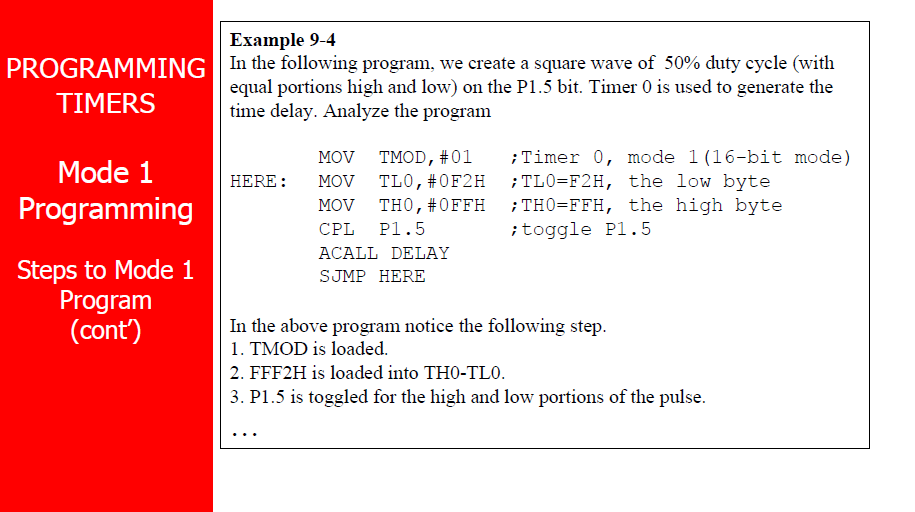 PROGRAMMING
TIMERS
Mode 1
Programming
Steps to Mode 1
Program
(cont’)
Example 9-4
In the following program, we create a square wave of 50% duty cycle (with
equal portions high and low) on the P1.5 bit. Timer 0 is used to generate the
time delay. Analyze the program
MOV TMOD,#01 ;Timer 0, mode 1(16-bit mode)
HERE: MOV TL0,#0F2H ;TL0=F2H, the low byte
MOV TH0,#0FFH ;TH0=FFH, the high byte
CPL P1.5 ;toggle P1.5
ACALL DELAY
SJMP HERE
In the above program notice the following step.
1. TMOD is loaded.
2. FFF2H is loaded into TH0-TL0.
3. P1.5 is toggled for the high and low portions of the pulse.
...